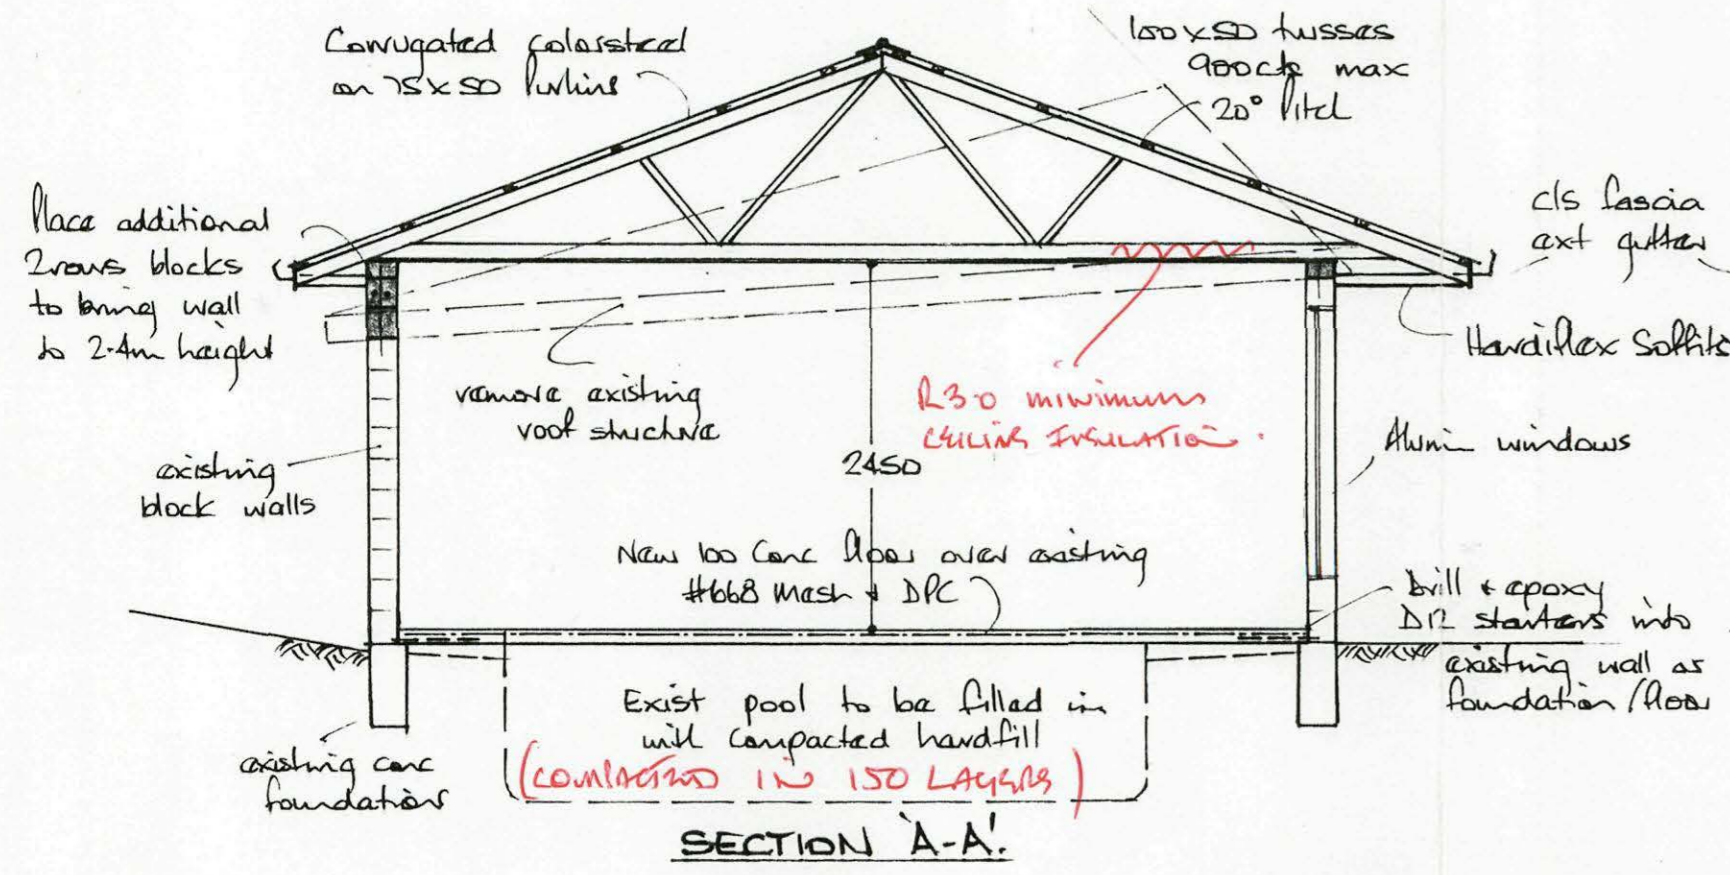 Corrugated colorsteel
on 75x50 Purlins
100x50 trusses
900crs max
20° Pitch
Place additional
2 rows blocks
to bring wall
to 2.4m height
c/s fascia
ext gutter
Hardiflex Soffits
remove existing
roof structure
R3.0 MINIMUM
CEILING INSULATION.
2450
Alumin windows
existing
block walls
New 100 Conc floor over existing
#668 Mesh + DPC
Drill + epoxy
D12 starters into
existing wall as
foundation/floor
Exist pool to be filled in
with compacted hardfill
(COMPACTED IN 150 LAYERS)
existing conc
foundation
SECTION 'A-A'.